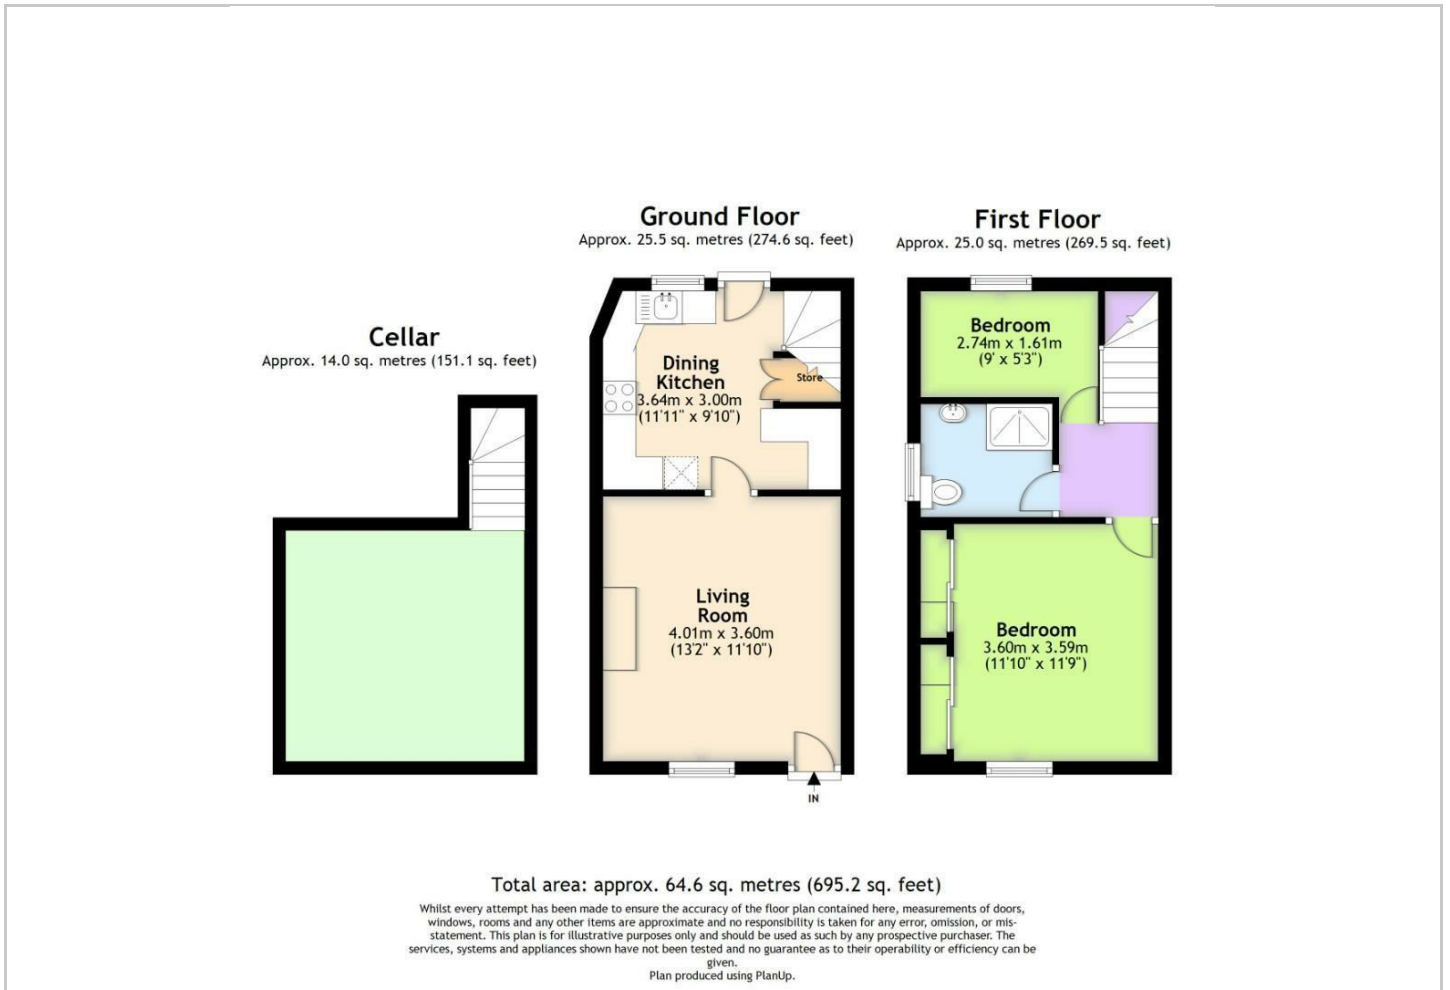 Cellar
Approx. 14.0 sq. metres (151.1 sq. feet)
Ground Floor
Approx. 25.5 sq. metres (274.6 sq. feet)
Dining
Kitchen
3.64m x 3.00m
(11'11" x 9'10")
Store
Living
Room
4.01m x 3.60m
(13'2" x 11'10")
IN
First Floor
Approx. 25.0 sq. metres (269.5 sq. feet)
Bedroom
2.74m x 1.61m
(9' x 5'3")
Bedroom
3.60m x 3.59m
(11'10" x 11'9")
Total area: approx. 64.6 sq. metres (695.2 sq. feet)
Whilst every attempt has been made to ensure the accuracy of the floor plan contained here, measurements of doors,
windows, rooms and any other items are approximate and no responsibility is taken for any error, omission, or mis-
statement. This plan is for illustrative purposes only and should be used as such by any prospective purchaser. The
services, systems and appliances shown have not been tested and no guarantee as to their operability or efficiency can be
given.
Plan produced using PlanUp.